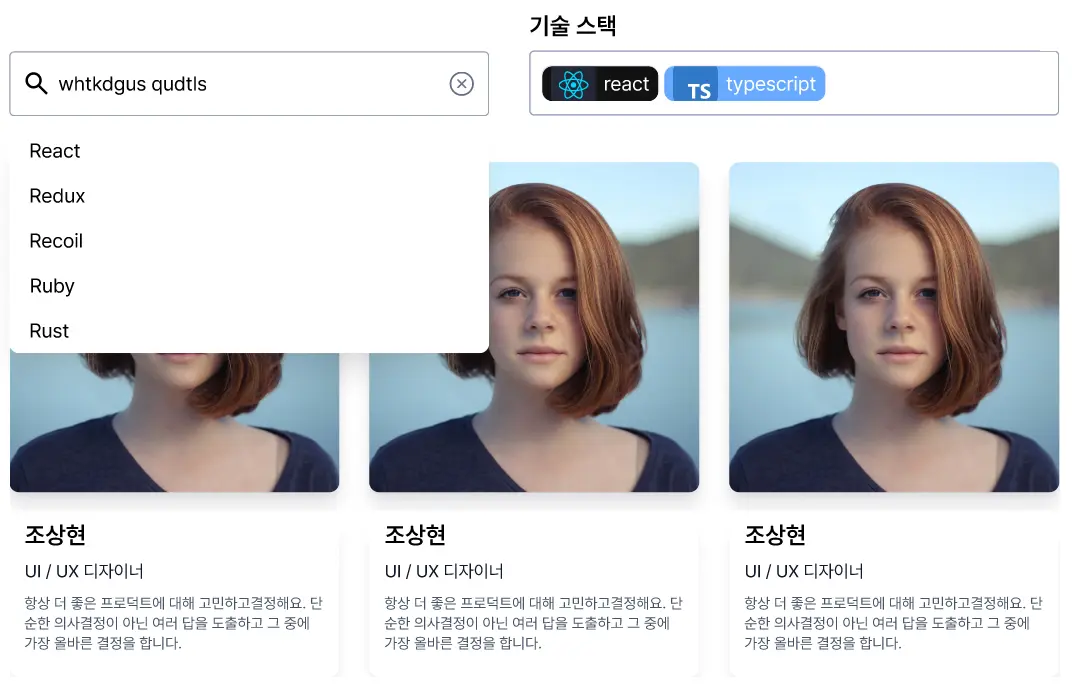 기술 스택
whtkdgus qudtls
react
TS typescript
React
Redux
Recoil
Ruby
Rust
조상현
UI / UX 디자이너
항상 더 좋은 프로덕트에 대해 고민하고결정해요. 단
순한 의사결정이 아닌 여러 답을 도출하고 그 중에
가장 올바른 결정을 합니다.
조상현
UI / UX 디자이너
항상 더 좋은 프로덕트에 대해 고민하고결정해요. 단
순한 의사결정이 아닌 여러 답을 도출하고 그 중에
가장 올바른 결정을 합니다.
조상현
UI / UX 디자이너
항상 더 좋은 프로덕트에 대해 고민하고결정해요. 단
순한 의사결정이 아닌 여러 답을 도출하고 그 중에
가장 올바른 결정을 합니다.